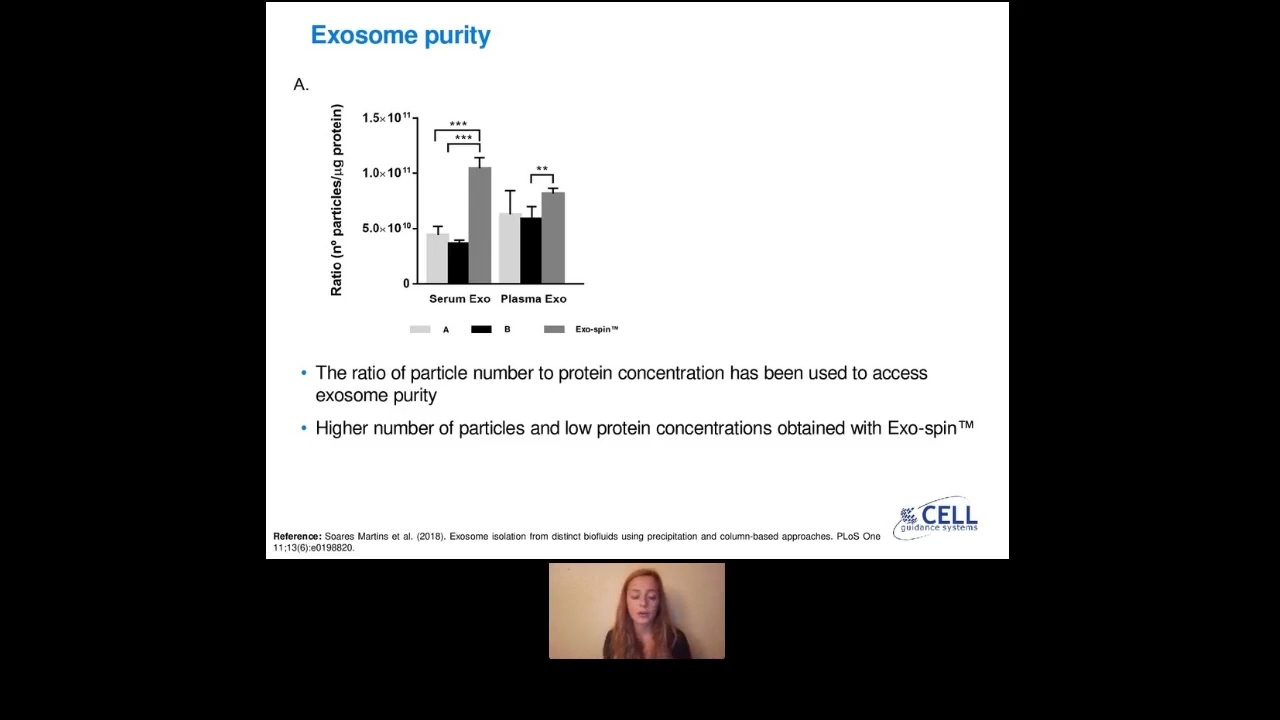 Exosome purity
A.
Ratio (nº particles/µg protein)
1.5×10¹¹
1.0×10¹¹
5.0×10¹⁰
0
***
***
**
Serum Exo Plasma Exo
A B Exo-spin™
• The ratio of particle number to protein concentration has been used to access
exosome purity
• Higher number of particles and low protein concentrations obtained with Exo-spin™
CELL
guidance systems
Reference: Soares Martins et al. (2018). Exosome isolation from distinct biofluids using precipitation and column-based approaches. PLoS One
11;13(6):e0198820.